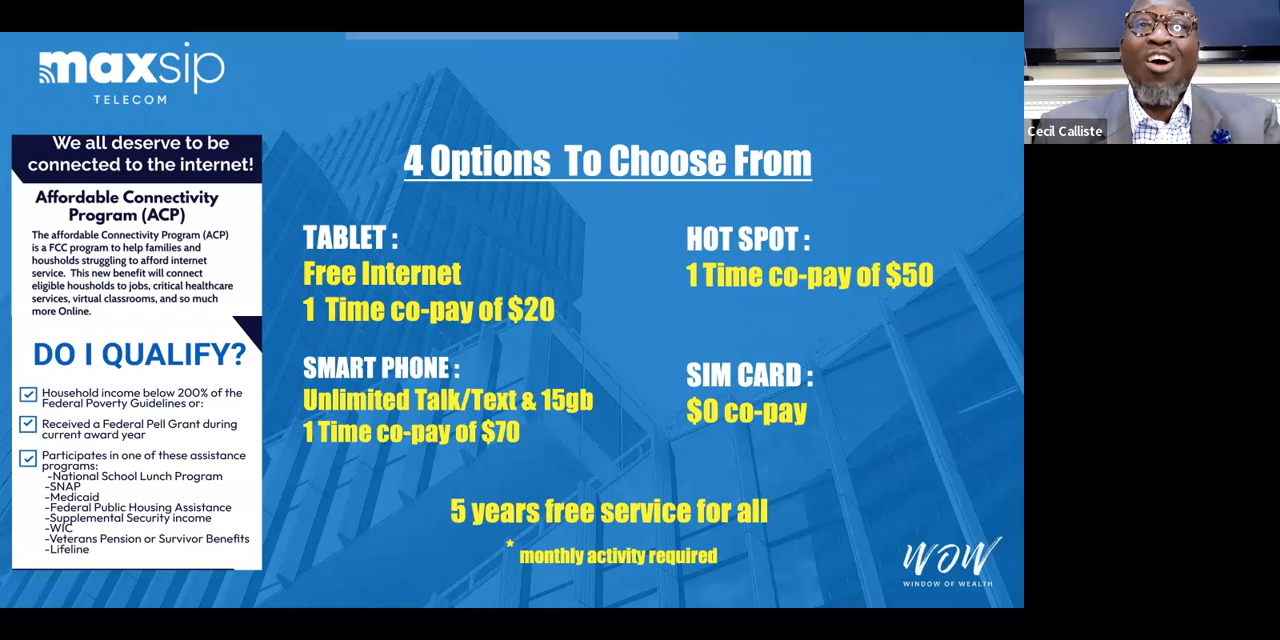 maxsip
TELECOM
We all deserve to be
connected to the internet!
Affordable Connectivity
Program (ACP)
The affordable Connectivity Program (ACP)
is a FCC program to help families and
housholds struggling to afford internet
service. This new benefit will connect
eligible housholds to jobs, critical healthcare
services, virtual classrooms, and so much
more Online.
DO I QUALIFY?
Household income below 200% of the
Federal Poverty Guidelines or:
Received a Federal Pell Grant during
current award year
Participates in one of these assistance
programs:
-National School Lunch Program
-SNAP
-Medicaid
-Federal Public Housing Assistance
-Supplemental Security income
-WIC
-Veterans Pension or Survivor Benefits
-Lifeline
4 Options To Choose From
TABLET :
Free Internet
1 Time co-pay of $20
SMART PHONE :
Unlimited Talk/Text & 15gb
1 Time co-pay of $70
HOT SPOT :
1 Time co-pay of $50
SIM CARD :
$0 co-pay
5 years free service for all
* monthly activity required
WOW
WINDOW OF WEALTH
Cecil Calliste